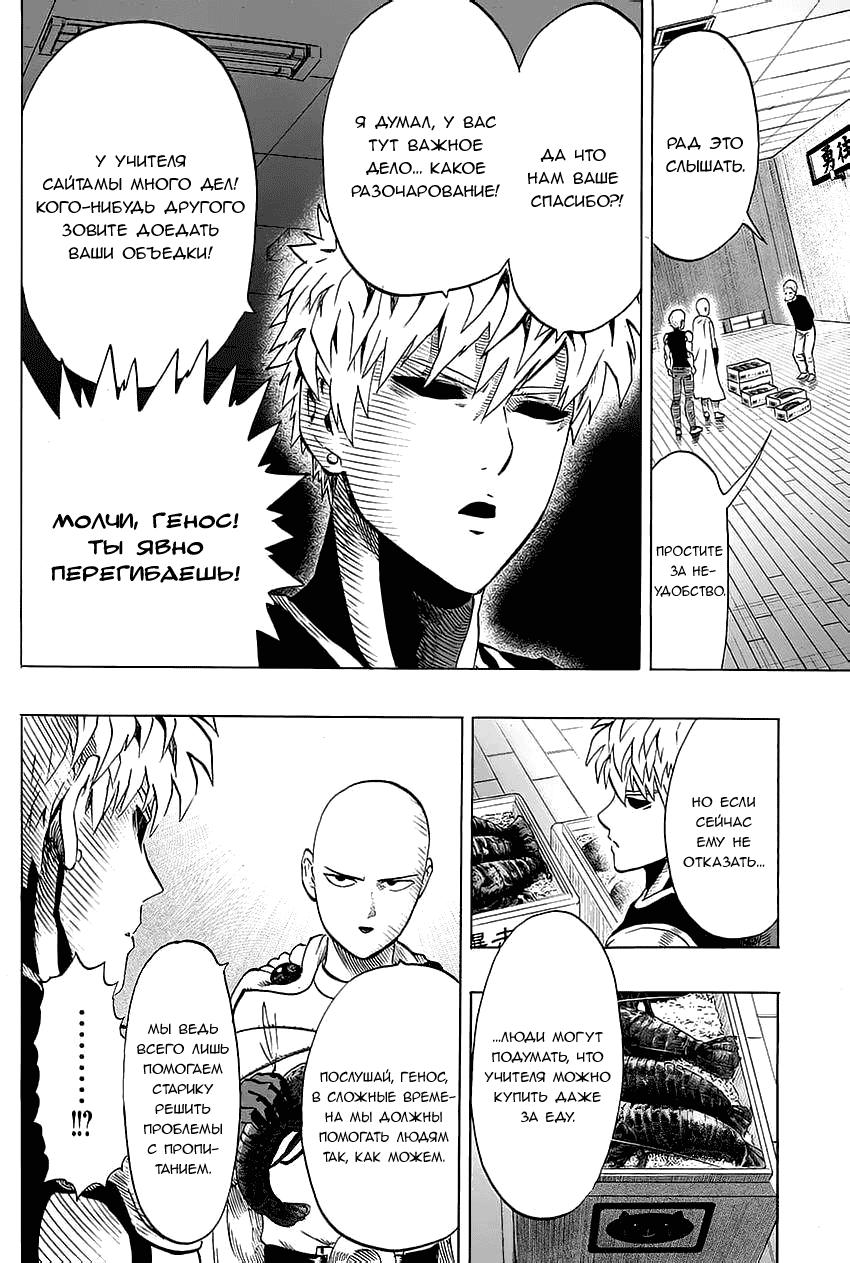 РАД ЭТО
СЛЫШАТЬ.
勇街
ПРОСТИТЕ
ЗА НЕ-
УДОБСТВО.
ДА ЧТО
НАМ ВАШЕ
СПАСИБО?!
Я ДУМАЛ, У ВАС
ТУТ ВАЖНОЕ
ДЕЛО... КАКОЕ
РАЗОЧАРОВАНИЕ!
У УЧИТЕЛЯ
САЙТАМЫ МНОГО ДЕЛ!
КОГО-НИБУДЬ ДРУГОГО
ЗОВИТЕ ДОЕДАТЬ
ВАШИ ОБЪЕДКИ!
МОЛЧИ, ГЕНОС!
ТЫ ЯВНО
ПЕРЕГИБАЕШЬ!
НО ЕСЛИ
СЕЙЧАС
ЕМУ НЕ
ОТКАЗАТЬ...
...ЛЮДИ МОГУТ
ПОДУМАТЬ, ЧТО
УЧИТЕЛЯ МОЖНО
КУПИТЬ ДАЖЕ
ЗА ЕДУ.
ПОСЛУШАЙ, ГЕНОС,
В СЛОЖНЫЕ ВРЕМЕ-
НА МЫ ДОЛЖНЫ
ПОМОГАТЬ ЛЮДЯМ
ТАК, КАК МОЖЕМ.
МЫ ВЕДЬ
ВСЕГО ЛИШЬ
ПОМОГАЕМ
СТАРИКУ
РЕШИТЬ
ПРОБЛЕМЫ
С ПРОПИ-
ТАНИЕМ.
.........!!?